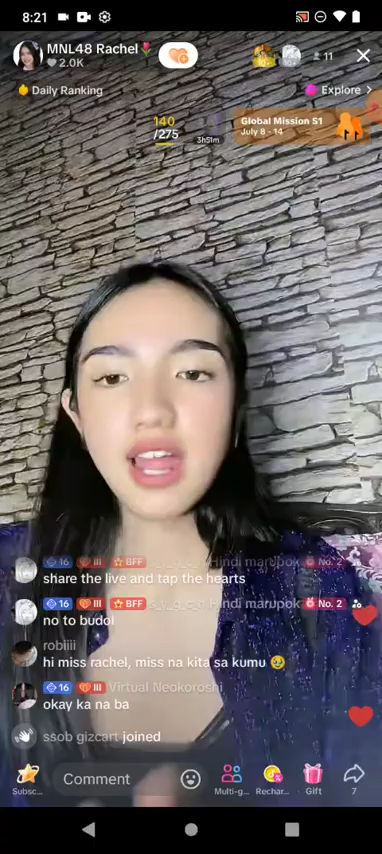 8:21
MNL48 Rachel🌷
2.0K
10+
10+
11
Daily Ranking
Explore >
140
/275
3h51m
Global Mission S1
July 8 - 14
16 III BFF Hindi marupok No. 2
share the live and tap the hearts
16 III BFF Hindi marupok No. 2
no to budol
robiiii
hi miss rachel, miss na kita sa kumu 🥹
16 III Virtual Neokoroshi
okay ka na ba
ssob gizcart joined
Subsc...
Comment
Multi-g...
Rechar...
Gift
7